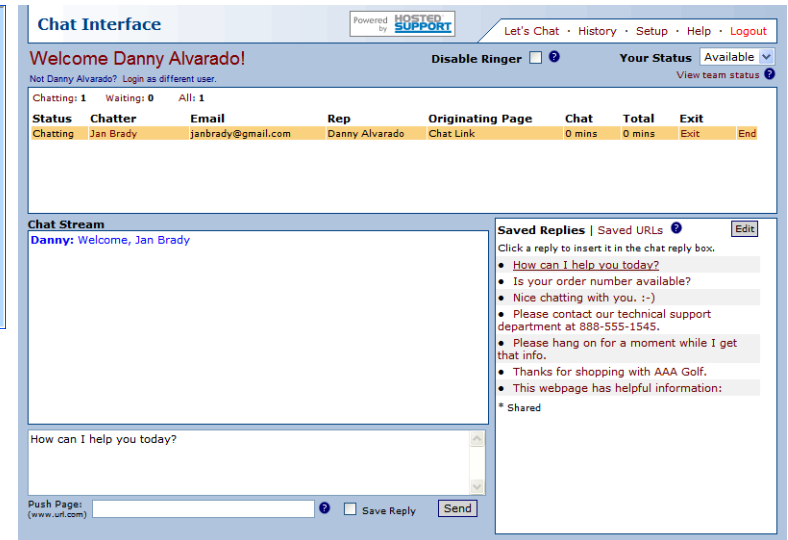 Chat Interface
Powered by HOSTED SUPPORT
Let's Chat · History · Setup · Help · Logout
Welcome Danny Alvarado!
Disable Ringer ?
Your Status Available
Not Danny Alvarado? Login as different user.
View team status ?
Chatting: 1 Waiting: 0 All: 1
Status Chatter Email Rep Originating Page Chat Total Exit
Chatting Jan Brady janbrady@gmail.com Danny Alvarado Chat Link 0 mins 0 mins Exit End
Chat Stream
Danny: Welcome, Jan Brady
Saved Replies | Saved URLs ? Edit
Click a reply to insert it in the chat reply box.
• How can I help you today?
• Is your order number available?
• Nice chatting with you. :-)
• Please contact our technical support
department at 888-555-1545.
• Please hang on for a moment while I get
that info.
• Thanks for shopping with AAA Golf.
• This webpage has helpful information:
* Shared
How can I help you today?
Push Page:
(www.url.com)
? Save Reply Send